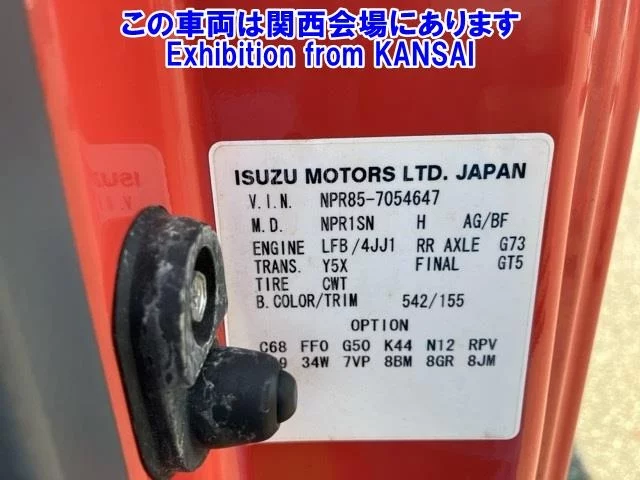 この車両は関西会場にあります
Exhibition from KANSAI
ISUZU MOTORS LTD. JAPAN
V.I.N. NPR85-7054647
M.D. NPR1SN H AG/BF
ENGINE LFB/4JJ1 RR AXLE G73
TRANS. Y5X FINAL GT5
TIRE CWT
B.COLOR/TRIM 542/155
OPTION
C68 FF0 G50 K44 N12 RPV
34W 7VP 8BM 8GR 8JM